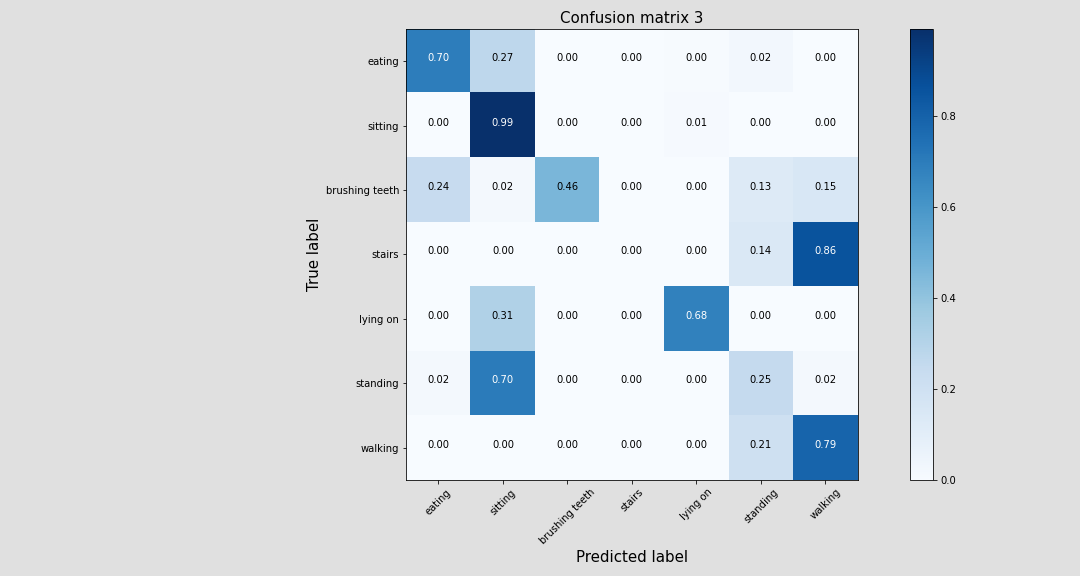 Confusion matrix 3
eating 0.70 0.27 0.00 0.00 0.00 0.02 0.00
sitting 0.00 0.99 0.00 0.00 0.01 0.00 0.00
brushing teeth 0.24 0.02 0.46 0.00 0.00 0.13 0.15
stairs 0.00 0.00 0.00 0.00 0.00 0.14 0.86
lying on 0.00 0.31 0.00 0.00 0.68 0.00 0.00
standing 0.02 0.70 0.00 0.00 0.00 0.25 0.02
walking 0.00 0.00 0.00 0.00 0.00 0.21 0.79
True label
eating sitting brushing teeth stairs lying on standing walking
Predicted label
0.8
0.6
0.4
0.2
0.0